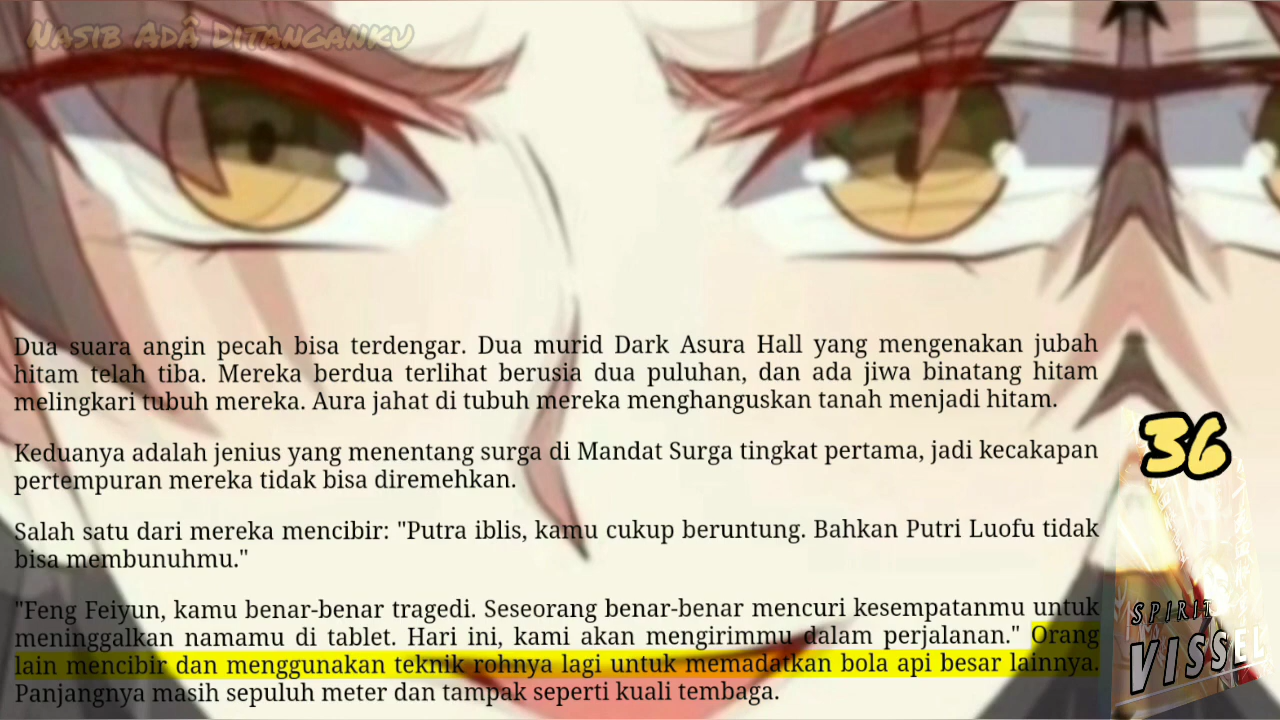 Nasib Adâ Ditanganku
Dua suara angin pecah bisa terdengar. Dua murid Dark Asura Hall yang mengenakan jubah
hitam telah tiba. Mereka berdua terlihat berusia dua puluhan, dan ada jiwa binatang hitam
melingkari tubuh mereka. Aura jahat di tubuh mereka menghanguskan tanah menjadi hitam.
Keduanya adalah jenius yang menentang surga di Mandat Surga tingkat pertama, jadi kecakapan
pertempuran mereka tidak bisa diremehkan.
36
Salah satu dari mereka mencibir: "Putra iblis, kamu cukup beruntung. Bahkan Putri Luofu tidak
bisa membunuhmu."
"Feng Feiyun, kamu benar-benar tragedi. Seseorang benar-benar mencuri kesempatanmu untuk
meninggalkan namamu di tablet. Hari ini, kami akan mengirimmu dalam perjalanan." Orang
lain mencibir dan menggunakan teknik rohnya lagi untuk memadatkan bola api besar lainnya.
Panjangnya masih sepuluh meter dan tampak seperti kuali tembaga.
SPIRIT
VISSEL